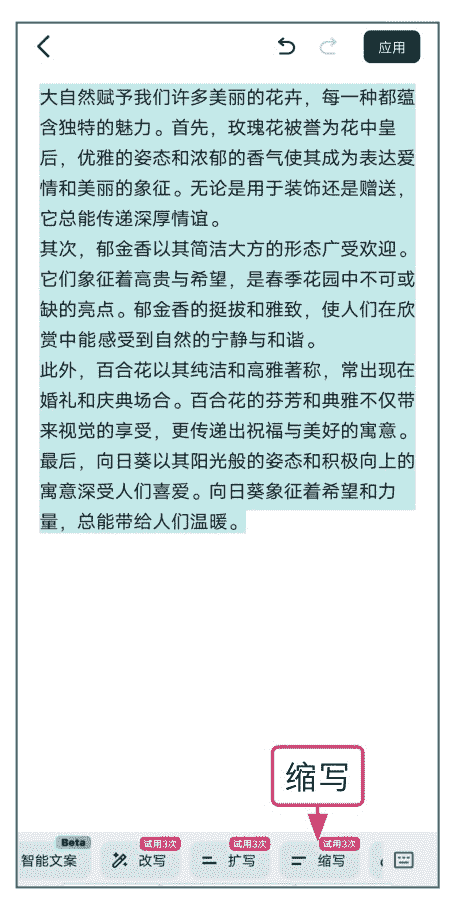 应用
大自然赋予我们许多美丽的花卉，每一种都蕴
含独特的魅力。首先，玫瑰花被誉为花中皇
后，优雅的姿态和浓郁的香气使其成为表达爱
情和美丽的象征。无论是用于装饰还是赠送，
它总能传递深厚情谊。
其次，郁金香以其简洁大方的形态广受欢迎。
它们象征着高贵与希望，是春季花园中不可或
缺的亮点。郁金香的挺拔和雅致，使人们在欣
赏中能感受到自然的宁静与和谐。
此外，百合花以其纯洁和高雅著称，常出现在
婚礼和庆典场合。百合花的芬芳和典雅不仅带
来视觉的享受，更传递出祝福与美好的寓意。
最后，向日葵以其阳光般的姿态和积极向上的
寓意深受人们喜爱。向日葵象征着希望和力
量，总能带给人们温暖。
缩写
Beta 试用3次 试用3次 试用3次
智能文案 改写 扩写 缩写